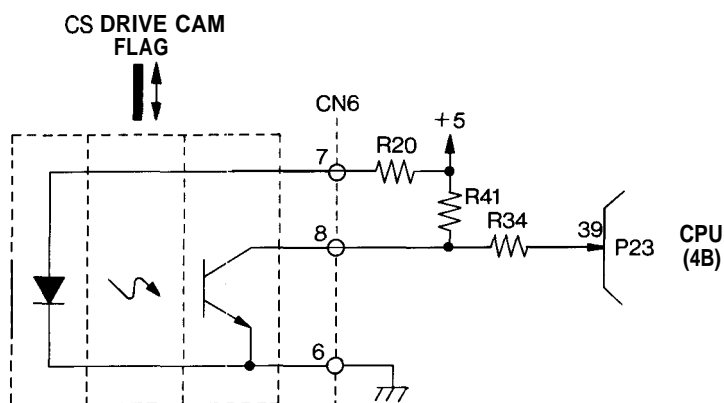 CS DRIVE CAM
FLAG
CN6
+5
7
R20
R41
8
R34
39
P23
CPU
(4B)
6